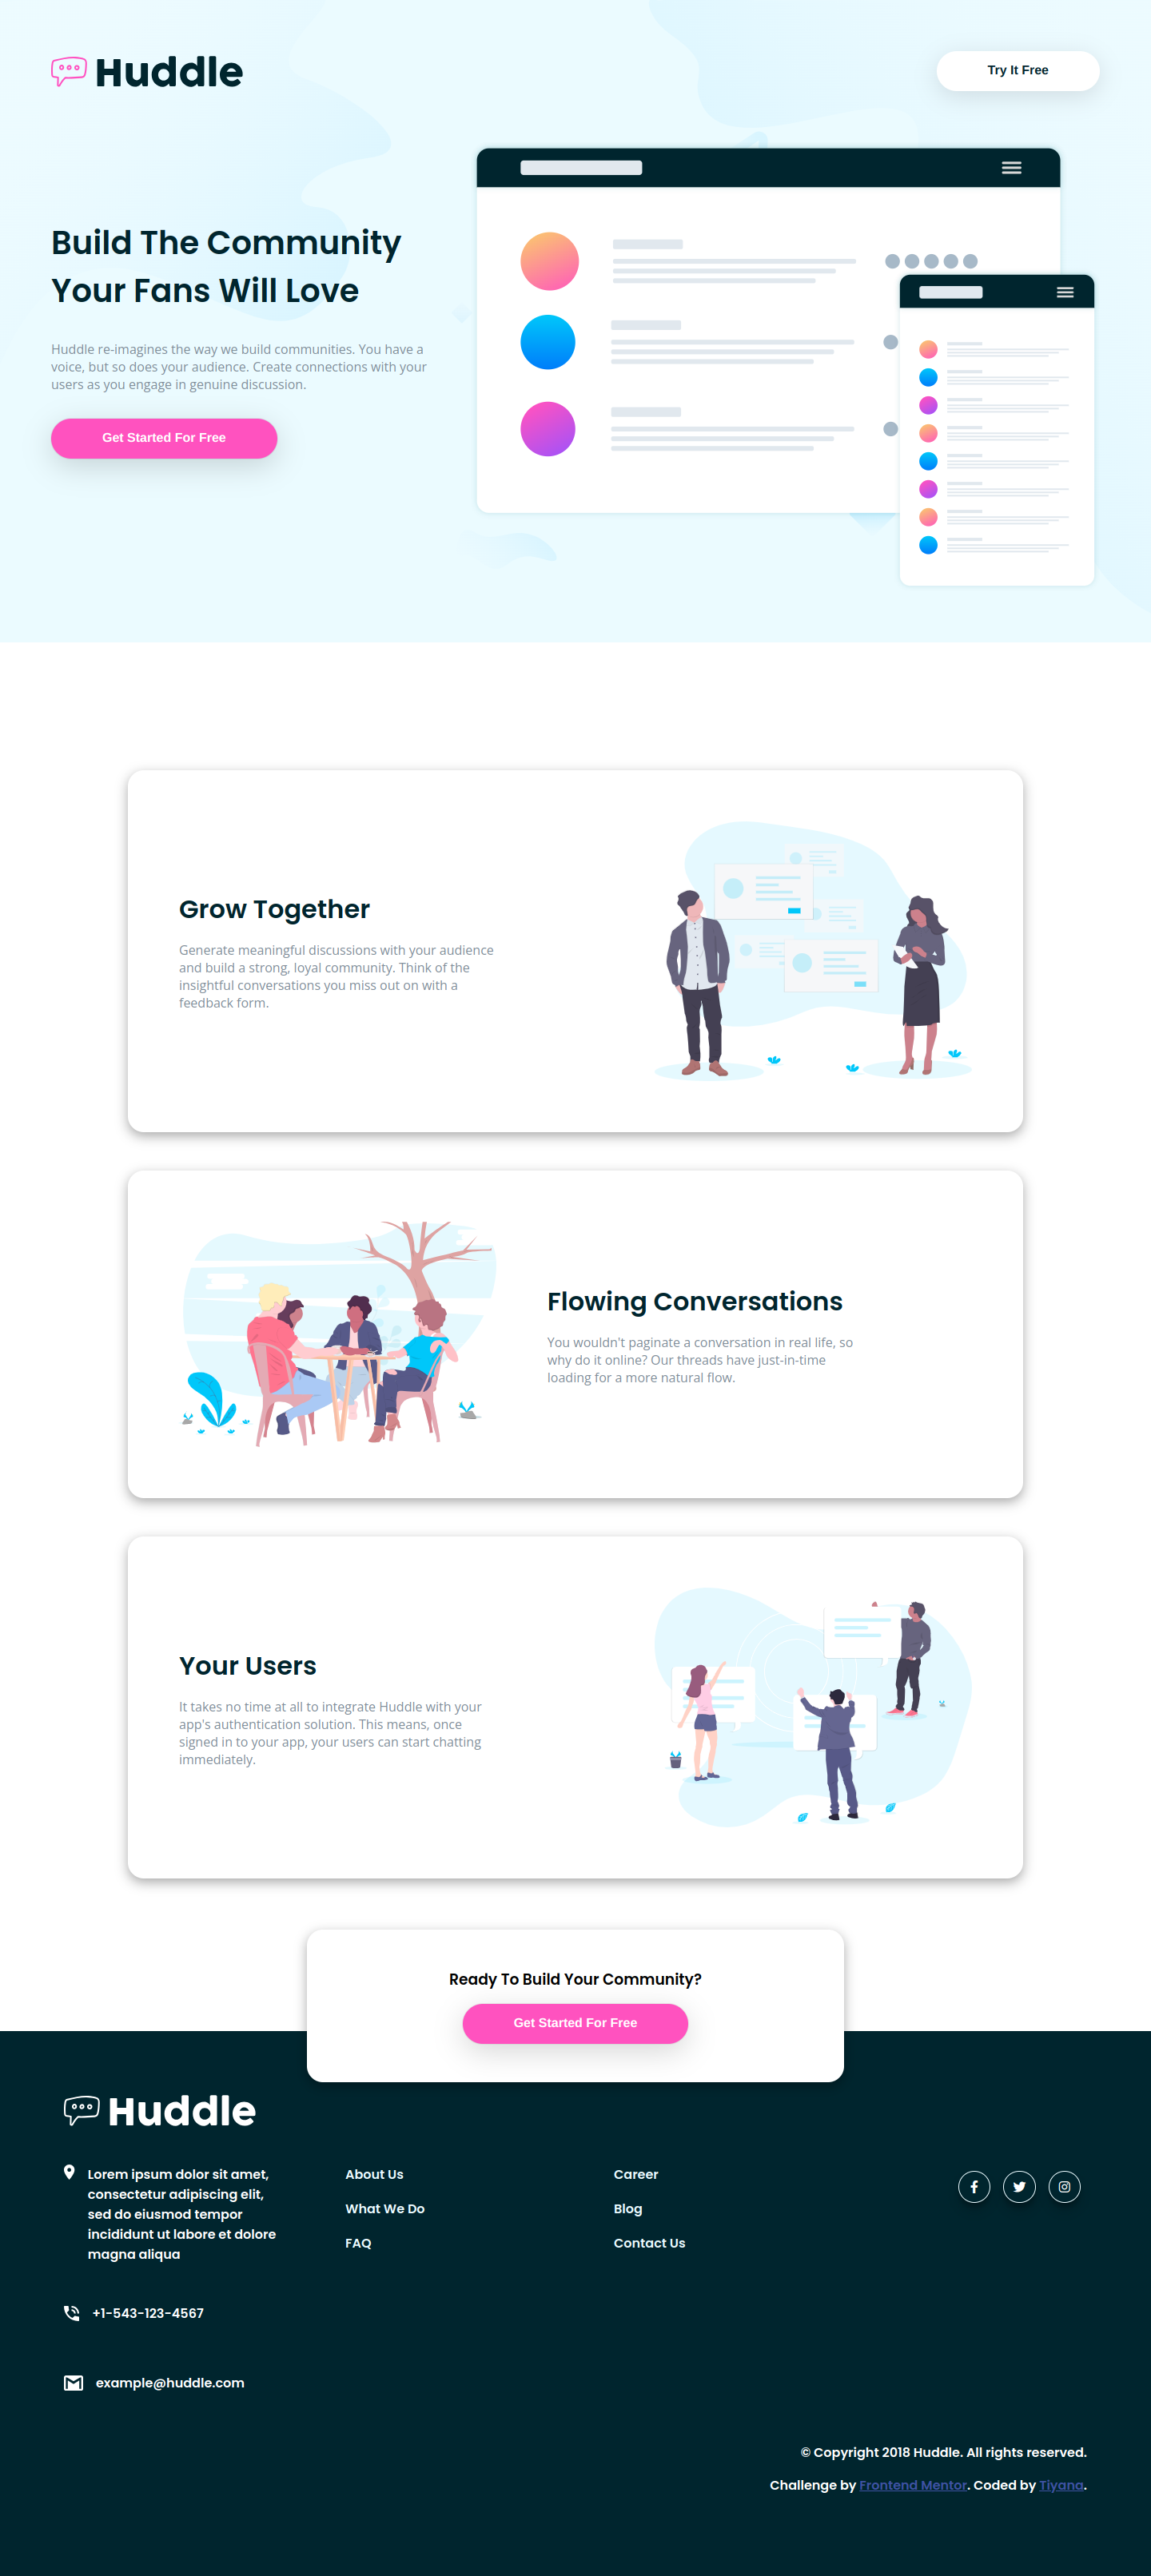 Huddle
Try It Free
Build The Community
Your Fans Will Love
Huddle re-imagines the way we build communities. You have a
voice, but so does your audience. Create connections with your
users as you engage in genuine discussion.
Get Started For Free
Grow Together
Generate meaningful discussions with your audience
and build a strong, loyal community. Think of the
insightful conversations you miss out on with a
feedback form.
Flowing Conversations
You wouldn't paginate a conversation in real life, so
why do it online? Our threads have just-in-time
loading for a more natural flow.
Your Users
It takes no time at all to integrate Huddle with your
app's authentication solution. This means, once
signed in to your app, your users can start chatting
immediately.
Ready To Build Your Community?
Get Started For Free
Huddle
Lorem ipsum dolor sit amet,
consectetur adipiscing elit,
sed do eiusmod tempor
incididunt ut labore et dolore
magna aliqua
+1-543-123-4567
example@huddle.com
About Us
What We Do
FAQ
Career
Blog
Contact Us
© Copyright 2018 Huddle. All rights reserved.
Challenge by Frontend Mentor. Coded by Tiyana.